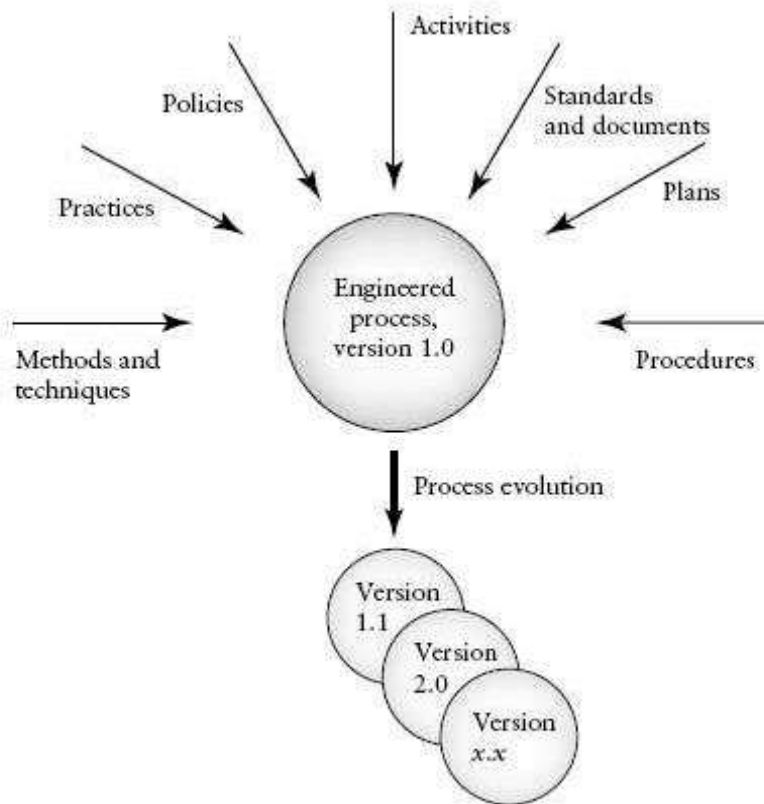 Activities
Policies
Standards
and documents
Practices
Plans
Engineered
process,
version 1.0
Methods and
techniques
Procedures
Process evolution
Version
1.1
Version
2.0
Version
x.x